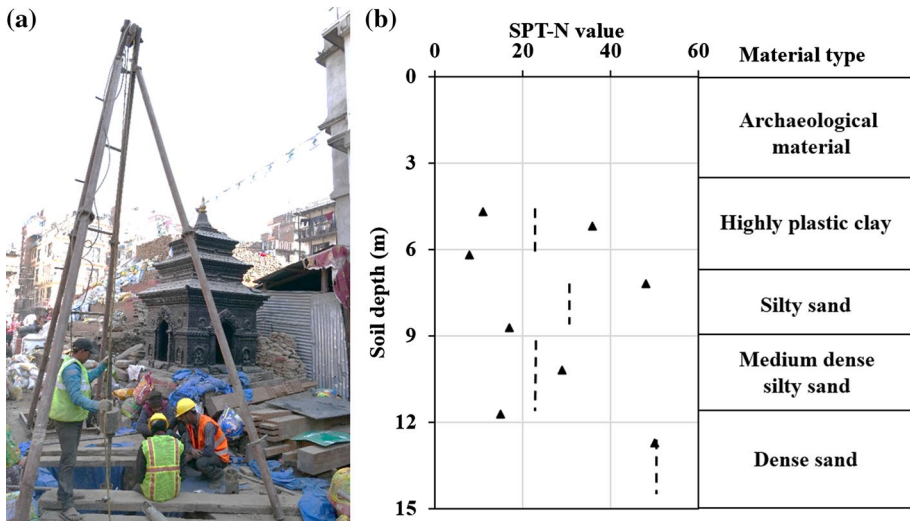 (a)
(b)
SPT-N value
0 20 40 60
Material type
0
3
6
9
12
15
Soil depth (m)
Archaeological
material
Highly plastic clay
Silty sand
Medium dense
silty sand
Dense sand